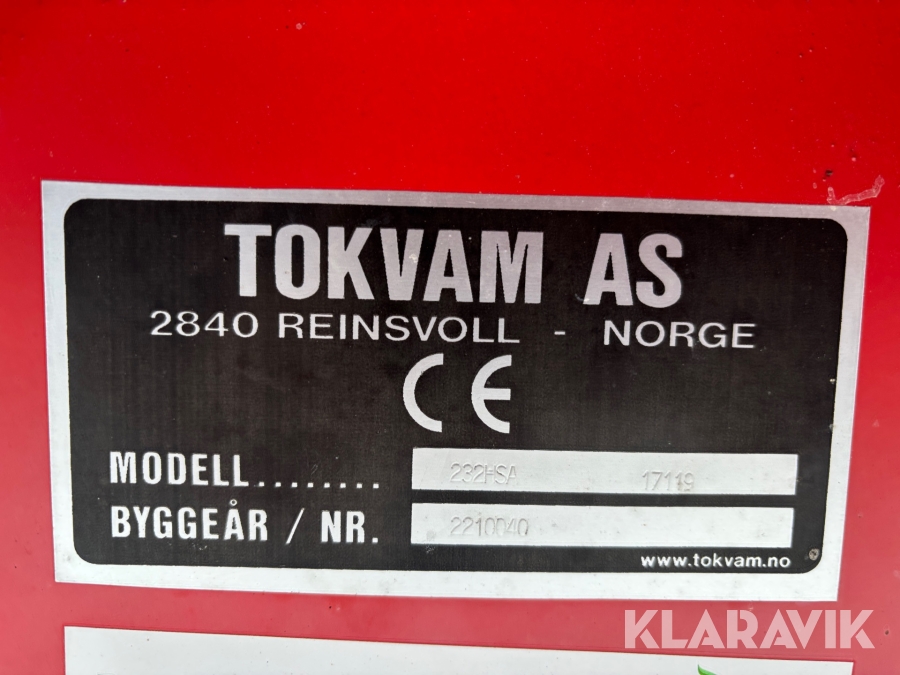 TOKVAM AS
2840 REINSVOLL - NORGE
CE
MODELL........ 232HSA 17119
BYGGEÅR / NR. 2210040
www.tokvam.no
KLARAVIK